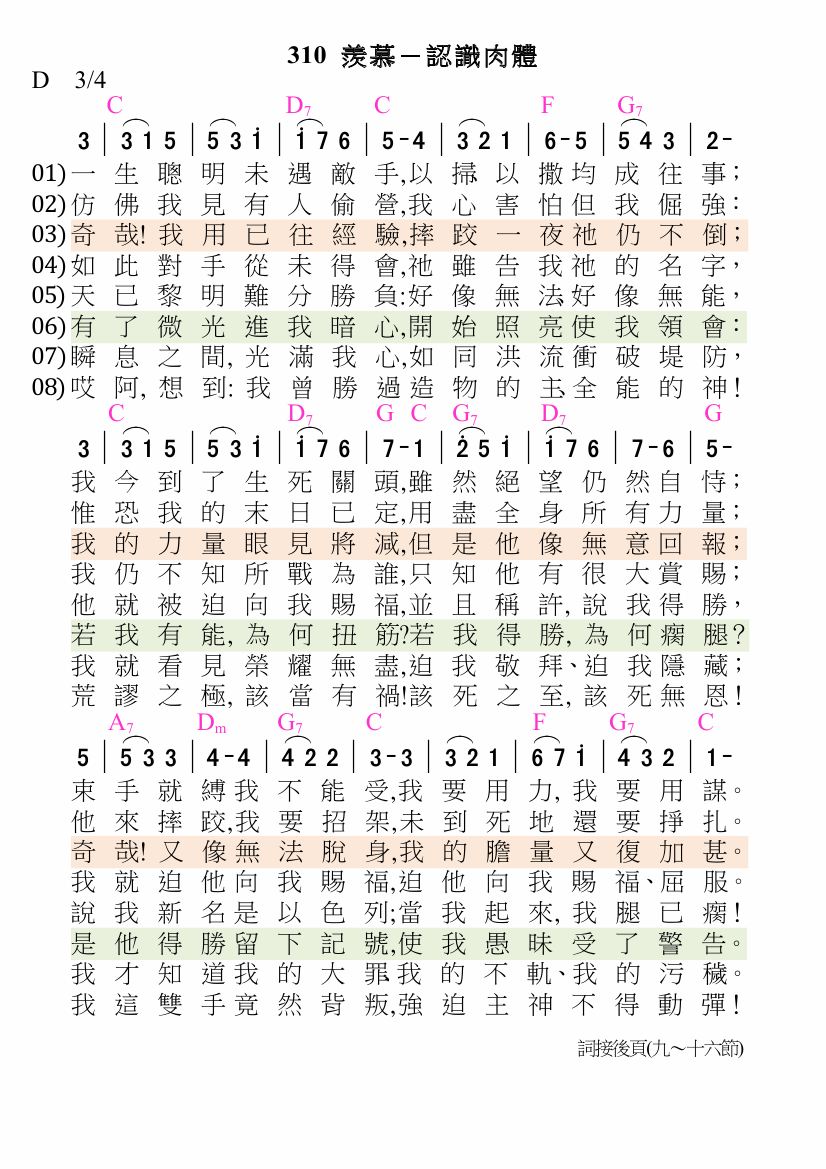 310 羨慕－認識肉體
D 3/4
C D7 C F G7
3 | 3 1 5 | 5 3 i | i 7 6 | 5-4 | 3 2 1 | 6-5 | 5 4 3 | 2-
01) 一生聰明未遇敵手,以掃、以撒均成往事；
02) 仿佛我見有人偷營,我心害怕但我倔強：
03) 奇哉!我用已往經驗,摔跤一夜祂仍不倒；
04) 如此對手從未得會,祂雖告我祂的名字，
05) 天已黎明難分勝負:好像無法、好像無能，
06) 有了微光進我暗心,開始照亮使我領會：
07) 瞬息之間,光滿我心,如同洪流衝破堤防，
08) 哎阿,想到:我曾勝過造物的主、全能的神!
C D7 G C G7 D7 G
3 | 3 1 5 | 5 3 i | i 7 6 | 7-1 | 2̇ 5 i | i 7 6 | 7-6 | 5-
我今到了生死關頭,雖然絕望仍然自恃；
惟恐我的末日已定,用盡全身所有力量；
我的力量眼見將減,但是他像無意回報；
我仍不知所戰為誰,只知他有很大賞賜；
他就被迫向我賜福,並且稱許,說我得勝，
若我有能,為何扭筋?若我得勝,為何瘸腿?
我就看見榮耀無盡,迫我敬拜、迫我隱藏；
荒謬之極,該當有禍!該死之至,該死無恩!
A7 Dm G7 C F G7 C
5 | 5 3 3 | 4-4 | 4 2 2 | 3-3 | 3 2 1 | 6 7 i | 4 3 2 | 1-
束手就縛我不能受,我要用力,我要用謀。
他來摔跤,我要招架,未到死地還要掙扎。
奇哉!又像無法脫身,我的膽量又復加甚。
我就迫他向我賜福,迫他向我賜福、屈服。
說我新名是以色列;當我起來,我腿已瘸!
是他得勝留下記號,使我愚昧受了警告。
我才知道我的大罪、我的不軌、我的污穢。
我這雙手竟然背叛,強迫主神不得動彈!
詞接後頁(九～十六節)